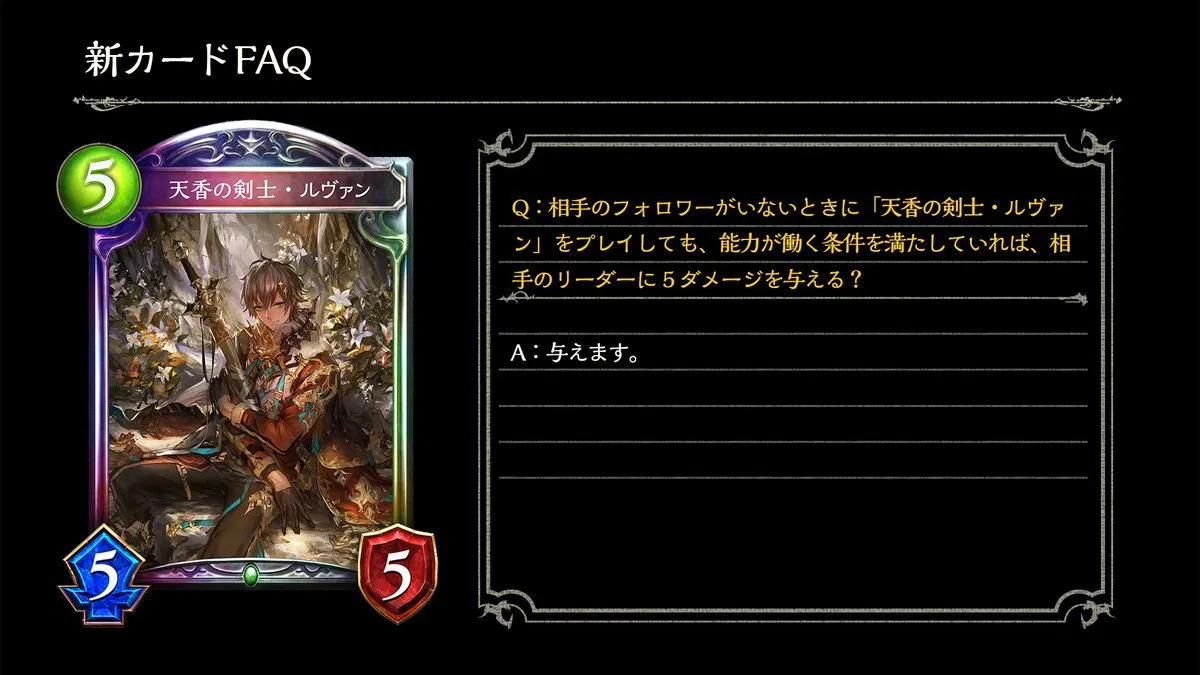 新カードFAQ
5
天香の剣士・ルヴァン
5
5
Q：相手のフォロワーがいないときに「天香の剣士・ルヴァ
ン」をプレイしても、能力が働く条件を満たしていれば、相
手のリーダーに５ダメージを与える？
A：与えます。